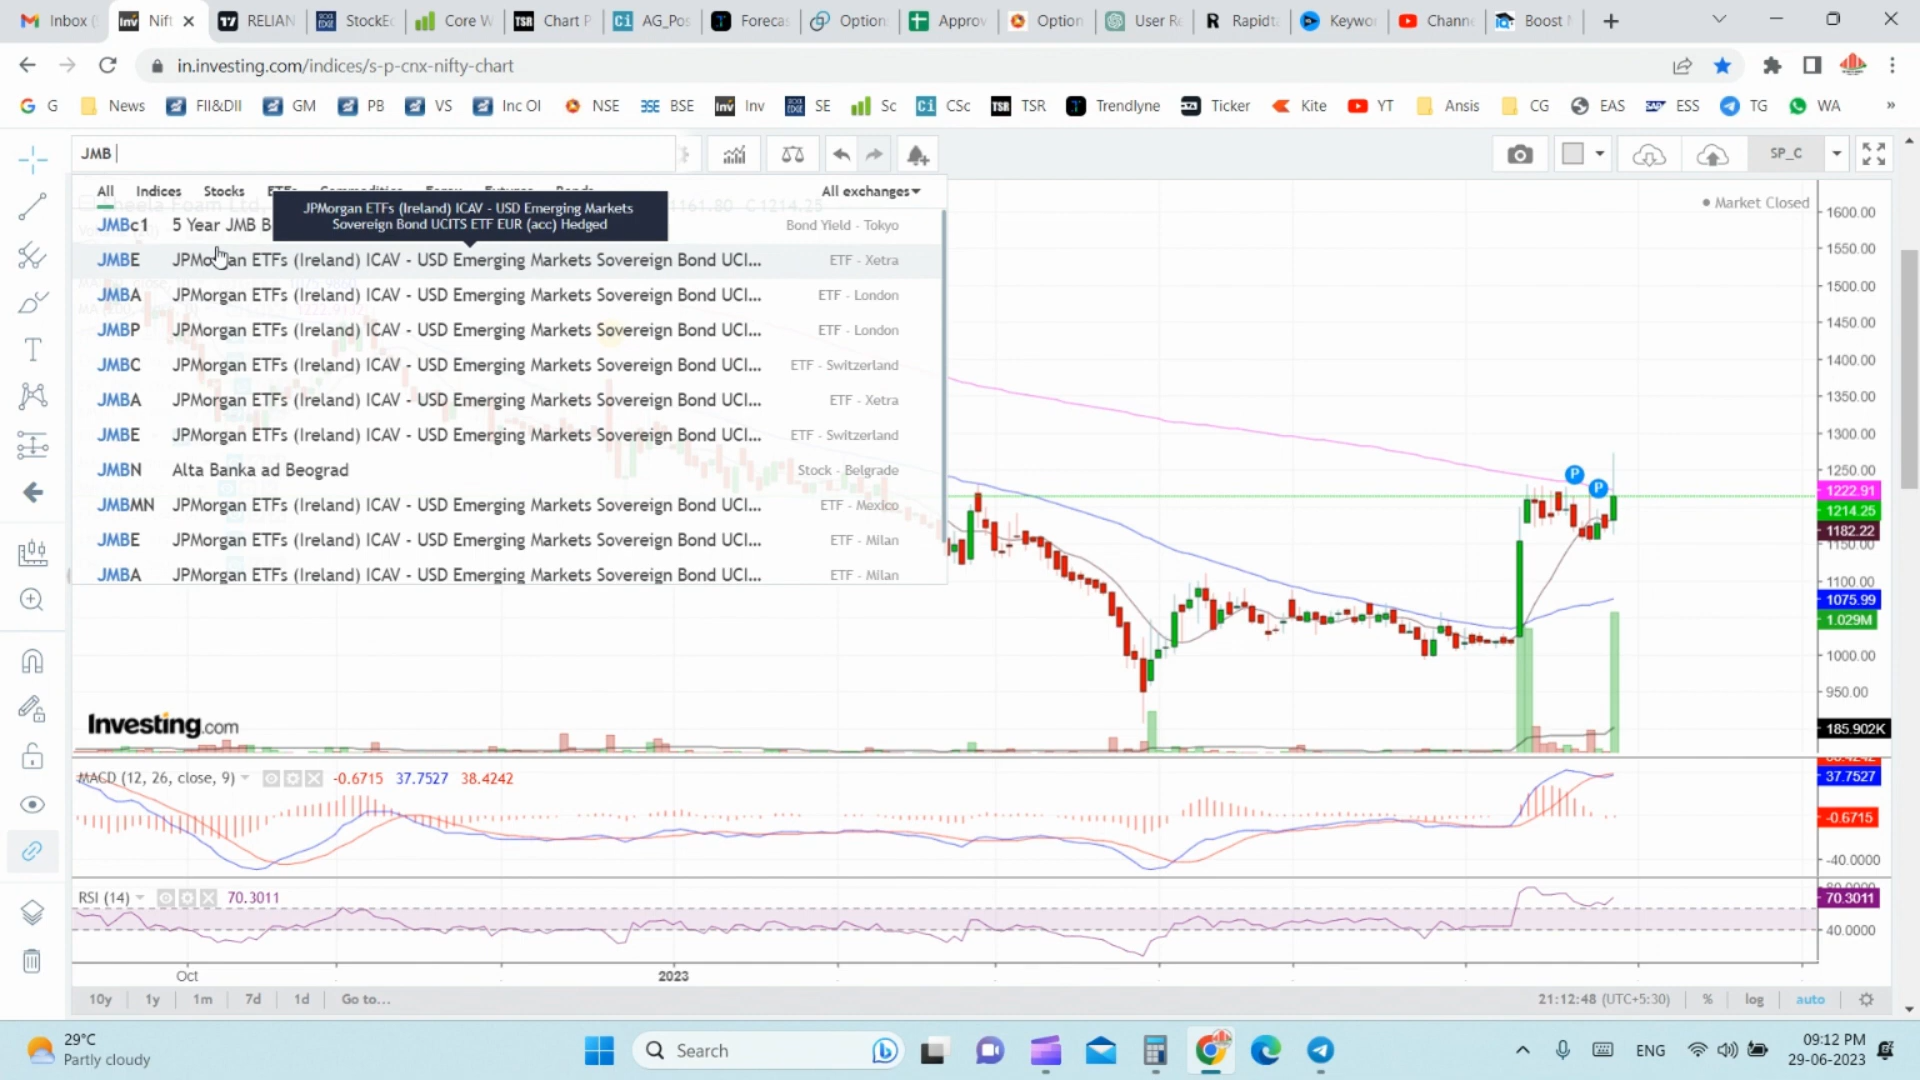 Inbox (
Nift
RELIAN
StockEd
Core W
TSR Chart P
Ci AG_Pos
Forecas
Option
Approv
Option
User Re
R Rapidta
Keywor
Channe
Boost
in.investing.com/indices/s-p-cnx-nifty-chart
G
News
FII&DII
GM
PB
VS
Inc OI
NSE
BSE
Inv
SE
Sc
CSc
TSR
Trendlyne
Ticker
Kite
YT
Ansis
CG
EAS
ESS
TG
WA
»
JMB
SP_C
All Indices Stocks
All exchanges
JPMorgan ETFs (Ireland) ICAV - USD Emerging Markets
Sovereign Bond UCITS ETF EUR (acc) Hedged
Market Closed
JMBc1 5 Year JMB B Bond Yield - Tokyo
JMBE JPMorgan ETFs (Ireland) ICAV - USD Emerging Markets Sovereign Bond UCI... ETF - Xetra
JMBA JPMorgan ETFs (Ireland) ICAV - USD Emerging Markets Sovereign Bond UCI... ETF - London
JMBP JPMorgan ETFs (Ireland) ICAV - USD Emerging Markets Sovereign Bond UCI... ETF - London
JMBC JPMorgan ETFs (Ireland) ICAV - USD Emerging Markets Sovereign Bond UCI... ETF - Switzerland
JMBA JPMorgan ETFs (Ireland) ICAV - USD Emerging Markets Sovereign Bond UCI... ETF - Xetra
JMBE JPMorgan ETFs (Ireland) ICAV - USD Emerging Markets Sovereign Bond UCI... ETF - Switzerland
JMBN Alta Banka ad Beograd Stock - Belgrade
JMBMN JPMorgan ETFs (Ireland) ICAV - USD Emerging Markets Sovereign Bond UCI... ETF - Mexico
JMBE JPMorgan ETFs (Ireland) ICAV - USD Emerging Markets Sovereign Bond UCI... ETF - Milan
JMBA JPMorgan ETFs (Ireland) ICAV - USD Emerging Markets Sovereign Bond UCI... ETF - Milan
1600.00
1550.00
1500.00
1450.00
1400.00
1350.00
1300.00
1250.00
P
P
1222.91
1214.25
1182.22
1150.00
1100.00
1075.99
1.029M
1000.00
950.00
185.902K
Investing.com
MACD (12, 26, close, 9) -0.6715 37.7527 38.4242
37.7527
-0.6715
-40.0000
RSI (14) 70.3011
70.3011
40.0000
Oct 2023
10y 1y 1m 7d 1d Go to...
21:12:48 (UTC+5:30) % log auto
29°C
Partly cloudy
Search
ENG
09:12 PM
29-06-2023